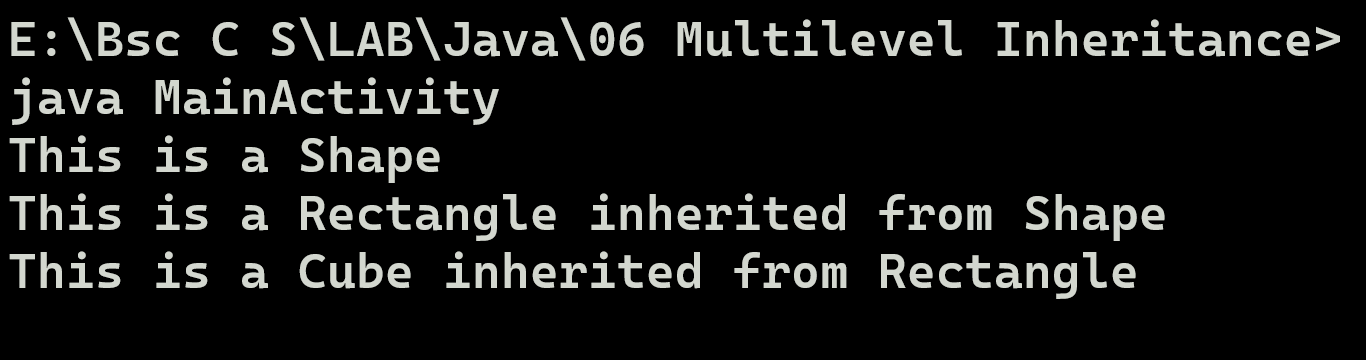 E:\Bsc C S\LAB\Java\06 Multilevel Inheritance>
java MainActivity
This is a Shape
This is a Rectangle inherited from Shape
This is a Cube inherited from Rectangle